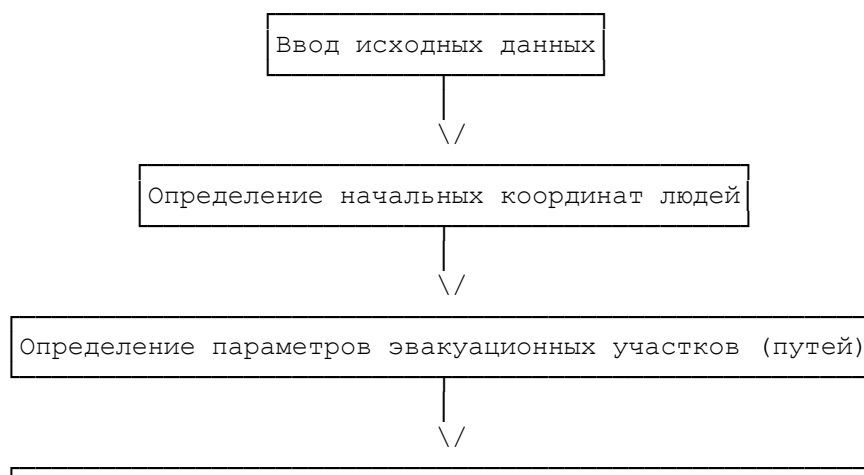 Ввод исходных данных
Определение начальных координат людей
Определение параметров эвакуационных участков (путей)